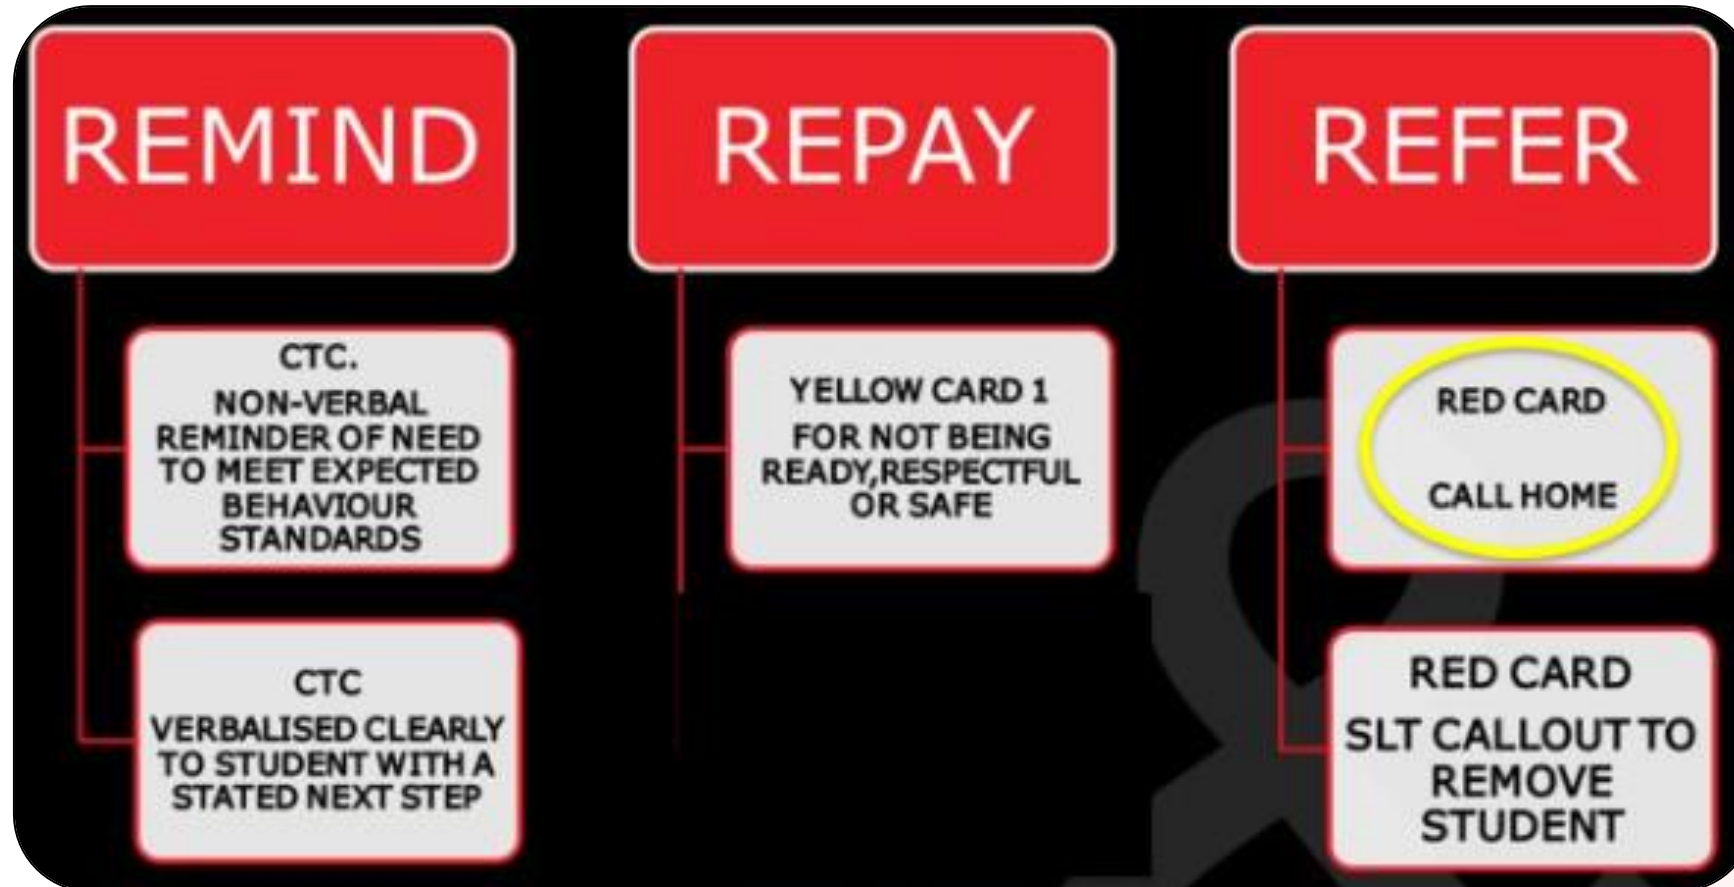 REMIND
CTC.
NON-VERBAL
REMINDER OF NEED
TO MEET EXPECTED
BEHAVIOUR
STANDARDS
CTC
VERBALISED CLEARLY
TO STUDENT WITH A
STATED NEXT STEP
REPAY
YELLOW CARD 1
FOR NOT BEING
READY,RESPECTFUL
OR SAFE
REFER
RED CARD
CALL HOME
RED CARD
SLT CALLOUT TO
REMOVE
STUDENT